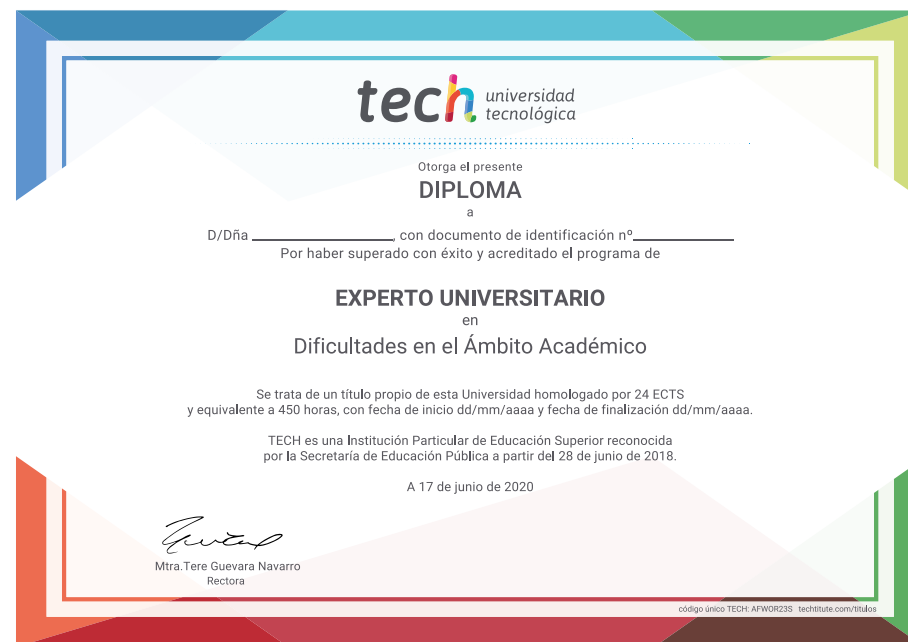 tech universidad
tecnológica
Otorga el presente
DIPLOMA
a
D/Dña ____________, con documento de identificación nº____________
Por haber superado con éxito y acreditado el programa de
EXPERTO UNIVERSITARIO
en
Dificultades en el Ámbito Académico
Se trata de un título propio de esta Universidad homologado por 24 ECTS
y equivalente a 450 horas, con fecha de inicio dd/mm/aaaa y fecha de finalización dd/mm/aaaa.
TECH es una Institución Particular de Educación Superior reconocida
por la Secretaría de Educación Pública a partir del 28 de junio de 2018.
A 17 de junio de 2020
Mtra.Tere Guevara Navarro
Rectora
código único TECH: AFWOR23S techtitute.com/titulos